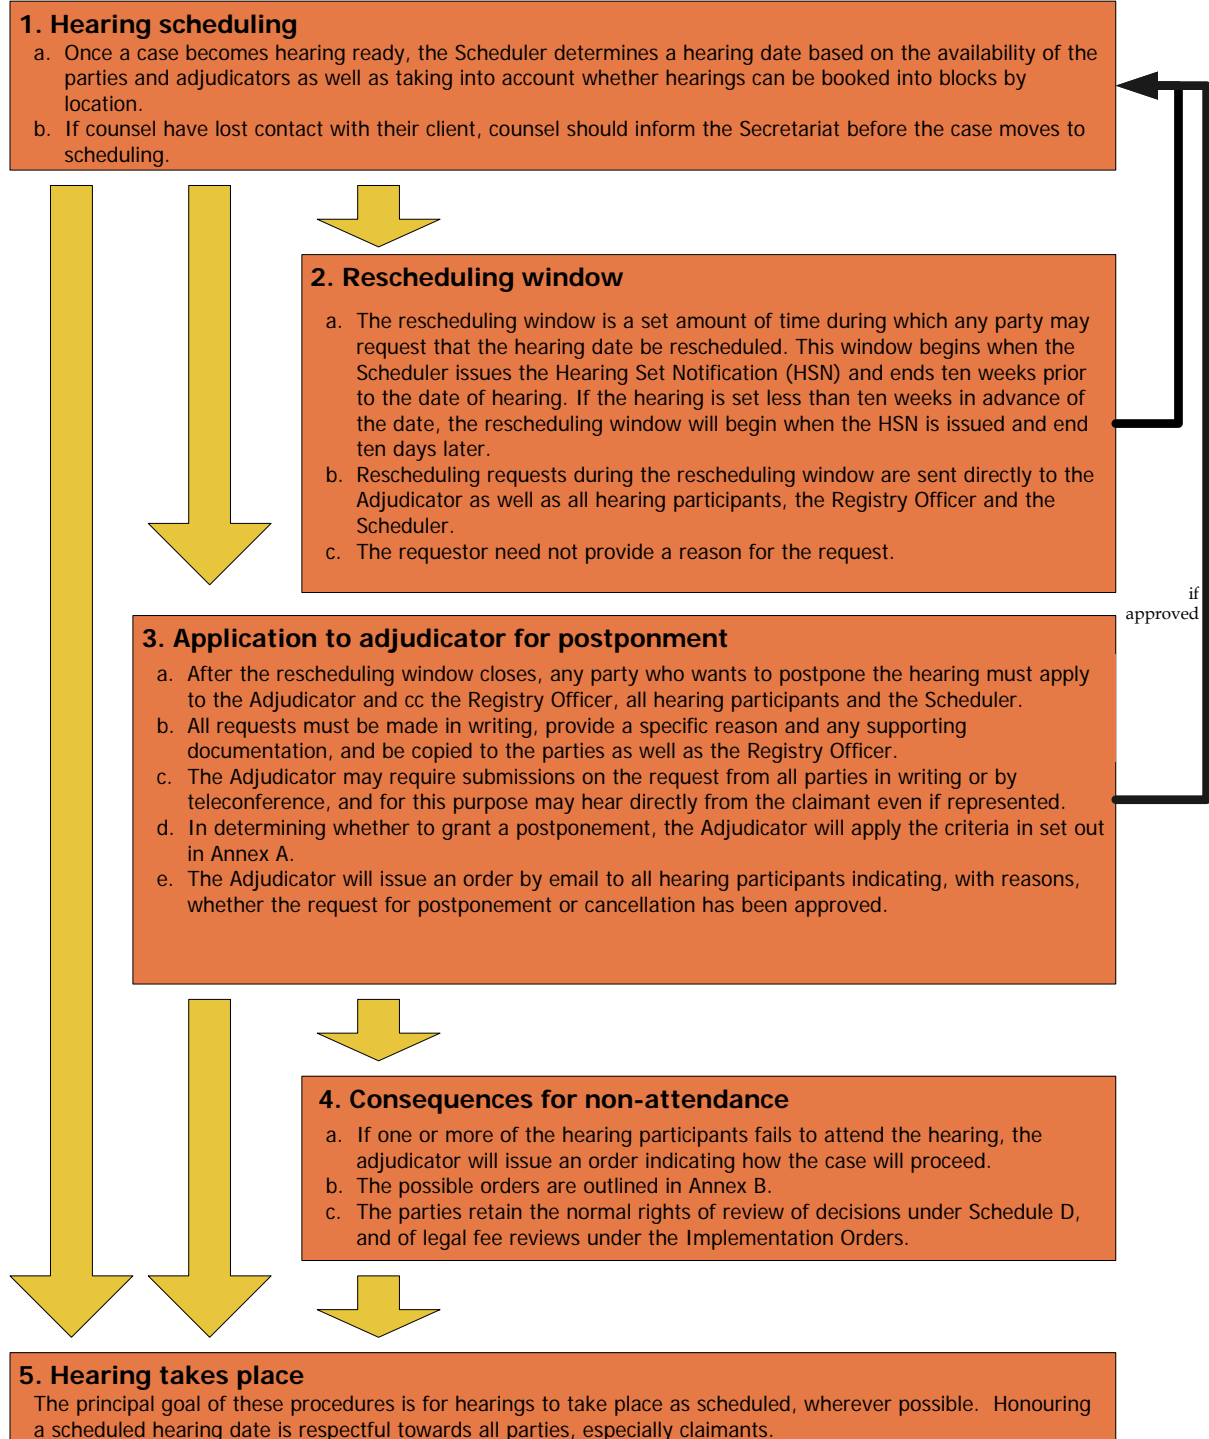 1. Hearing scheduling
a. Once a case becomes hearing ready, the Scheduler determines a hearing date based on the availability of the
parties and adjudicators as well as taking into account whether hearings can be booked into blocks by
location.
b. If counsel have lost contact with their client, counsel should inform the Secretariat before the case moves to
scheduling.
2. Rescheduling window
a. The rescheduling window is a set amount of time during which any party may
request that the hearing date be rescheduled. This window begins when the
Scheduler issues the Hearing Set Notification (HSN) and ends ten weeks prior
to the date of hearing. If the hearing is set less than ten weeks in advance of
the date, the rescheduling window will begin when the HSN is issued and end
ten days later.
b. Rescheduling requests during the rescheduling window are sent directly to the
Adjudicator as well as all hearing participants, the Registry Officer and the
Scheduler.
c. The requestor need not provide a reason for the request.
if
approved
3. Application to adjudicator for postponment
a. After the rescheduling window closes, any party who wants to postpone the hearing must apply
to the Adjudicator and cc the Registry Officer, all hearing participants and the Scheduler.
b. All requests must be made in writing, provide a specific reason and any supporting
documentation, and be copied to the parties as well as the Registry Officer.
c. The Adjudicator may require submissions on the request from all parties in writing or by
teleconference, and for this purpose may hear directly from the claimant even if represented.
d. In determining whether to grant a postponement, the Adjudicator will apply the criteria in set out
in Annex A.
e. The Adjudicator will issue an order by email to all hearing participants indicating, with reasons,
whether the request for postponement or cancellation has been approved.
4. Consequences for non-attendance
a. If one or more of the hearing participants fails to attend the hearing, the
adjudicator will issue an order indicating how the case will proceed.
b. The possible orders are outlined in Annex B.
c. The parties retain the normal rights of review of decisions under Schedule D,
and of legal fee reviews under the Implementation Orders.
5. Hearing takes place
The principal goal of these procedures is for hearings to take place as scheduled, wherever possible. Honouring
a scheduled hearing date is respectful towards all parties, especially claimants.